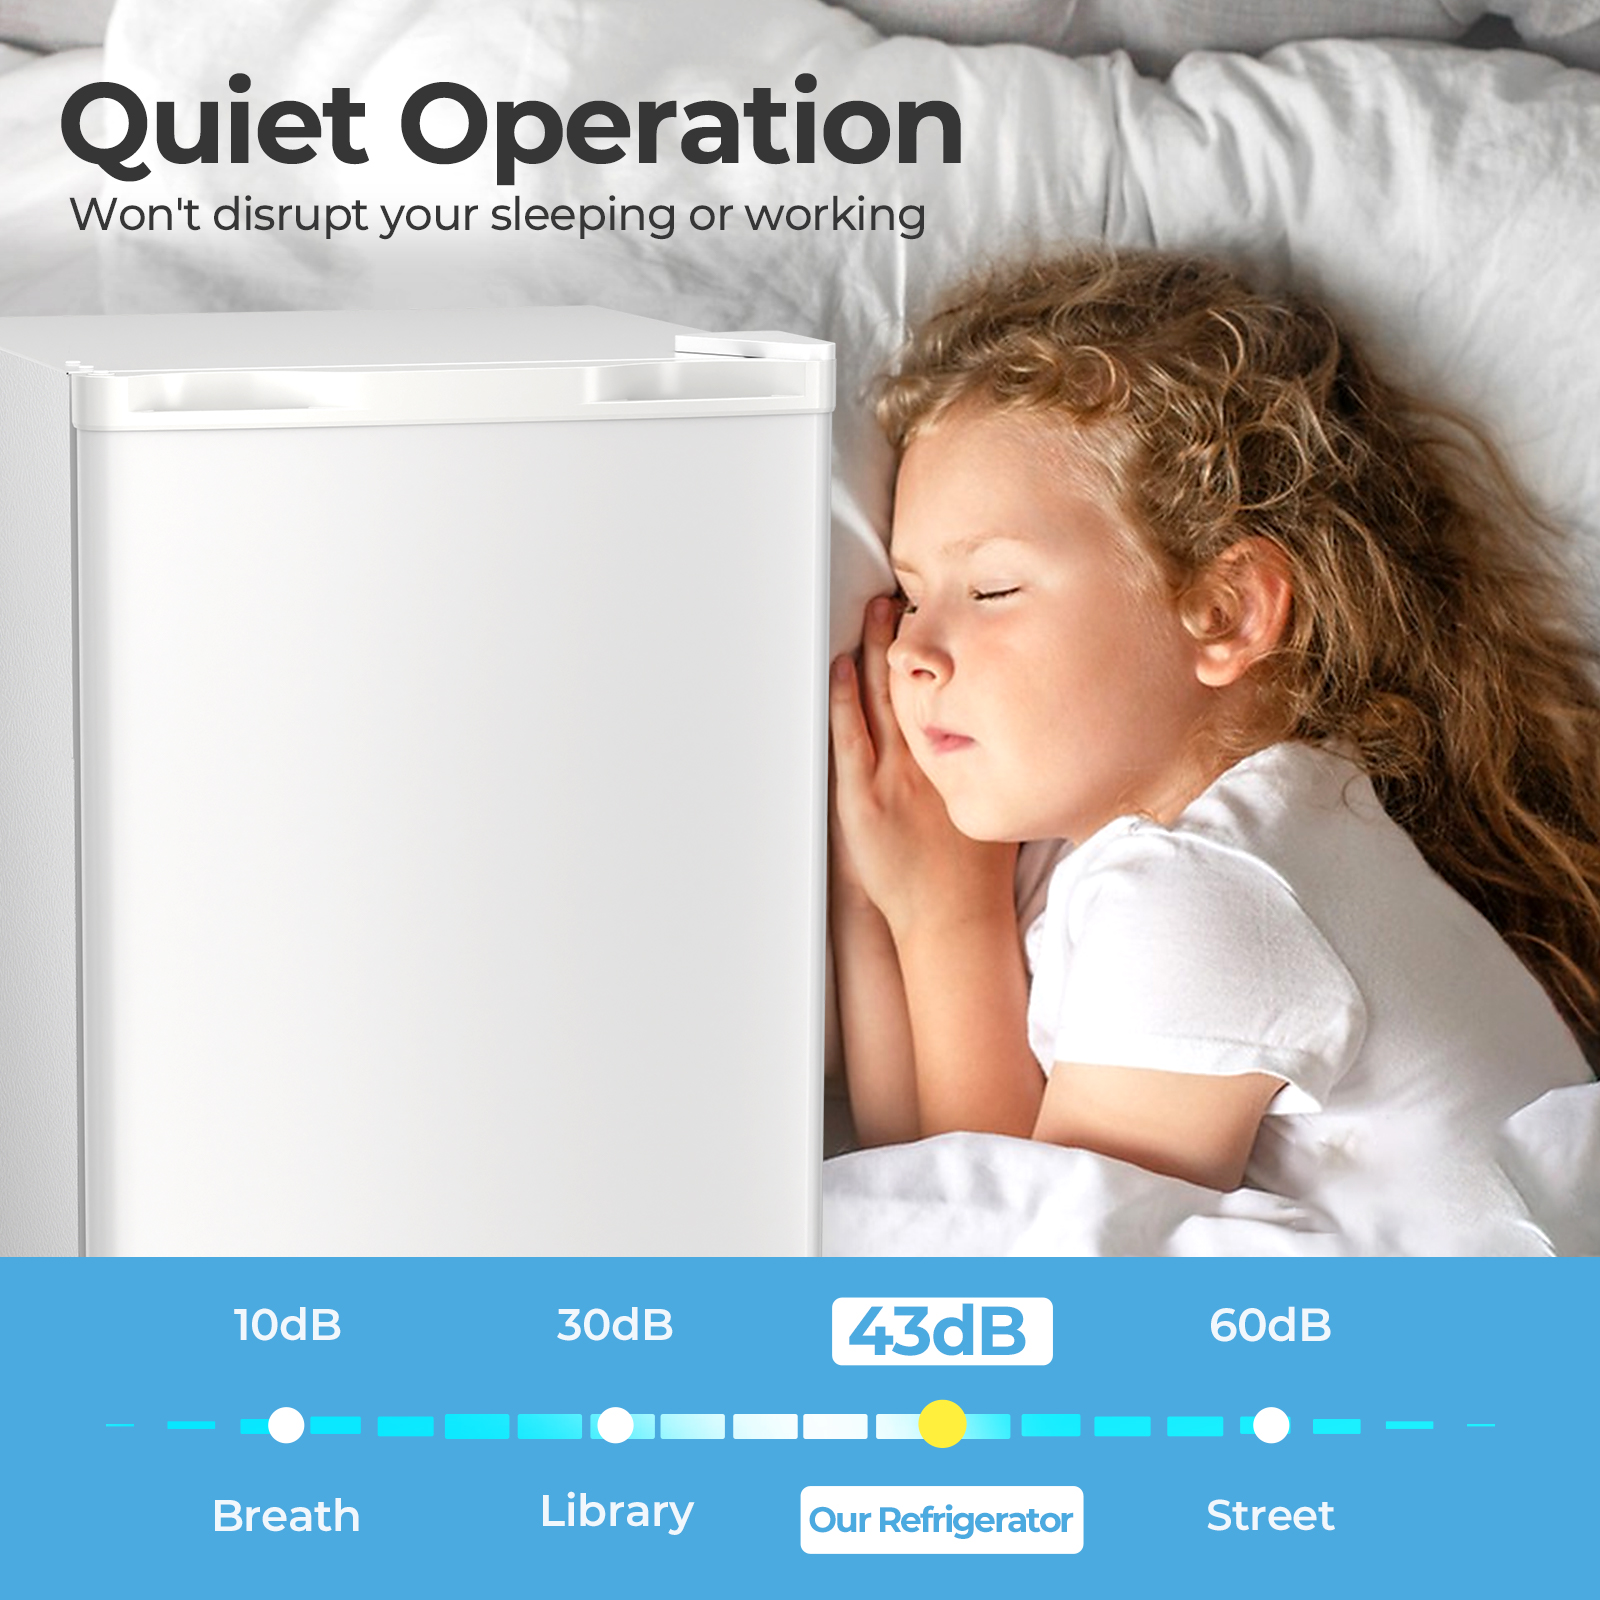 Quiet Operation
Won't disrupt your sleeping or working
10dB
30dB
43dB
60dB
Breath
Library
Our Refrigerator
Street